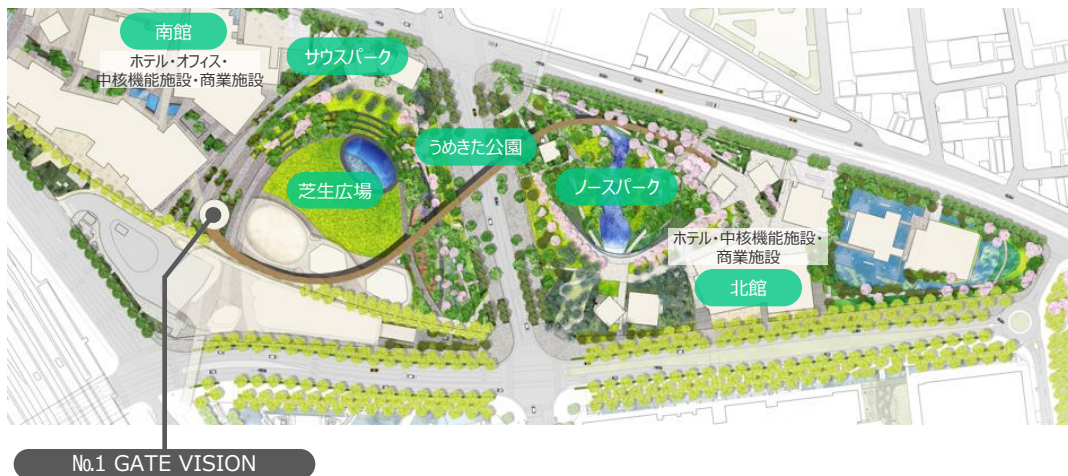 南館
ホテル・オフィス・
中核機能施設・商業施設
サウスパーク
うめきた公園
芝生広場
ノースパーク
ホテル・中核機能施設・
商業施設
北館
№1 GATE VISION